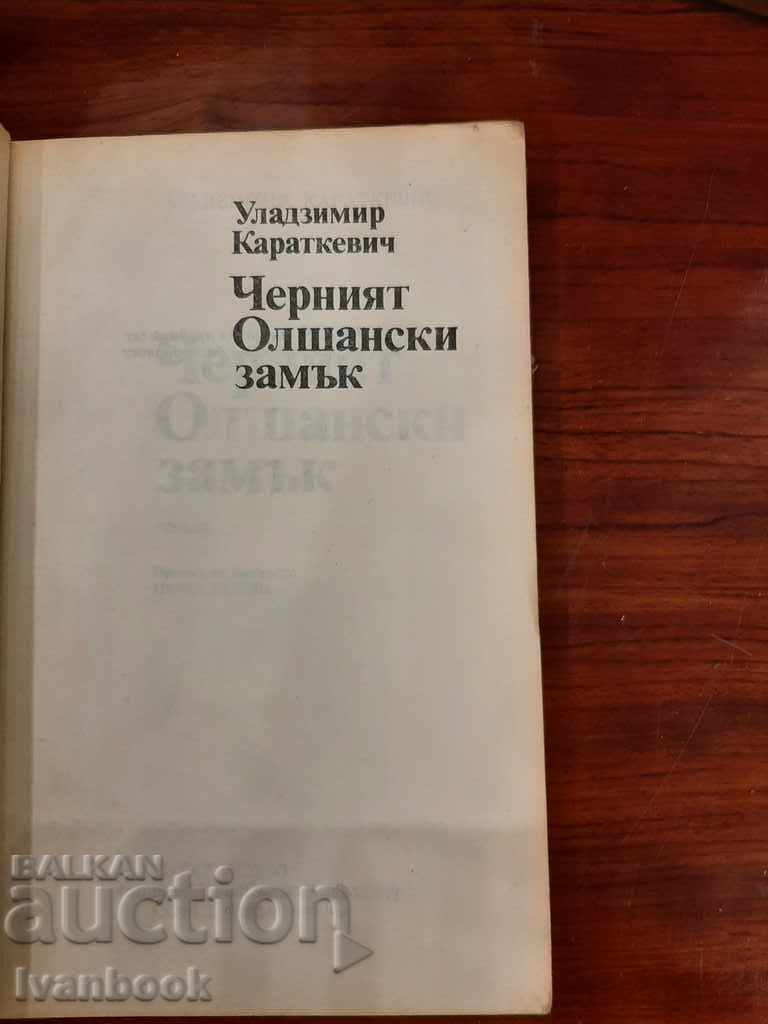 Уладзимир
Караткевич
Черният
Олшански
замък
BALKAN
auction
Ivanbook